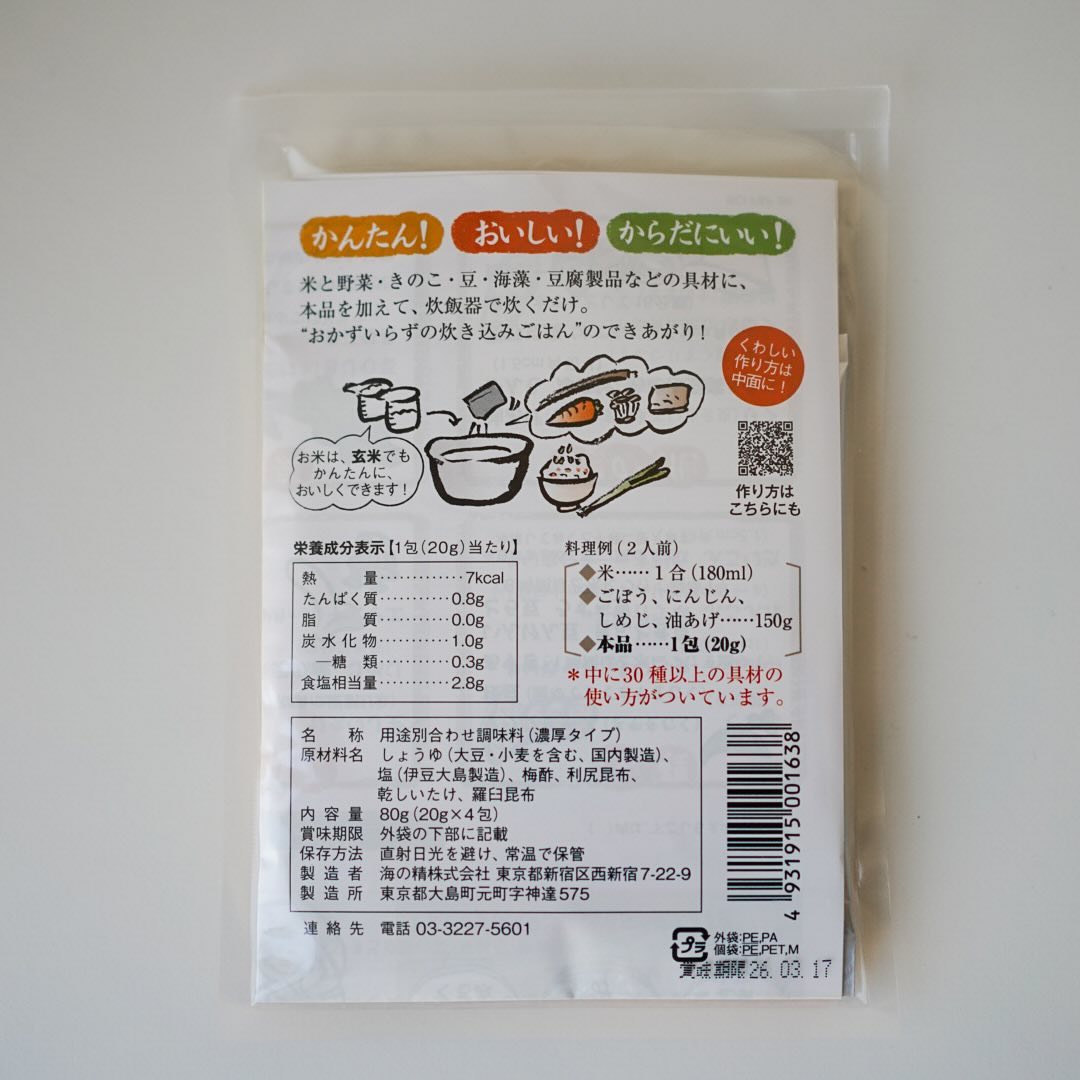 かんたん! おいしい! からだにいい!
米と野菜・きのこ・豆・海藻・豆腐製品などの具材に、
本品を加えて、炊飯器で炊くだけ。
“おかずいらずの炊き込みごはん”のできあがり!
くわしい
作り方は
中面に!
お米は、玄米でも
かんたんに、
おいしくできます!
作り方は
こちらにも
栄養成分表示【1包(20g)当たり】
熱量・・・・・・・・・・・・7kcal
たんぱく質・・・・・・・・・・0.8g
脂質・・・・・・・・・・・・0.0g
炭水化物・・・・・・・・・・1.0g
―糖類・・・・・・・・・・0.3g
食塩相当量・・・・・・・・・・2.8g
料理例(2人前)
◆米……1合(180ml)
◆ごぼう、にんじん、
しめじ、油あげ……150g
◆本品……1包(20g)
*中に30種以上の具材の
使い方がついています。
名称 用途別合わせ調味料(濃厚タイプ)
原材料名 しょうゆ(大豆・小麦を含む、国内製造)、
塩(伊豆大島製造)、梅酢、利尻昆布、
乾しいたけ、羅臼昆布
内容量 80g(20g×4包)
賞味期限 外袋の下部に記載
保存方法 直射日光を避け、常温で保管
製造者 海の精株式会社 東京都新宿区西新宿7-22-9
製造所 東京都大島町元町字神達575
連絡先 電話 03-3227-5601
4 931915 001638
プラ
外袋:PE,PA
個袋:PE,PET,M
賞味期限26.03.17